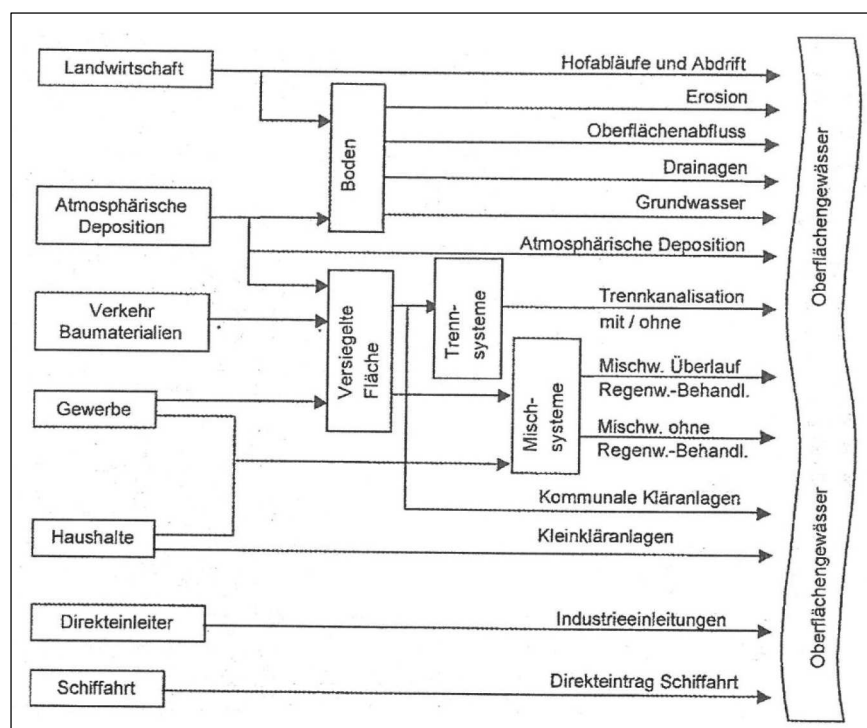 Landwirtschaft
Hofabläufe und Abdrift
Erosion
Oberflächenabfluss
Drainagen
Grundwasser
Boden
Atmosphärische
Deposition
Atmosphärische Deposition
Verkehr
Baumaterialien
Versiegelte
Fläche
Trenn-
systeme
Trennkanalisation
mit / ohne
Gewerbe
Misch-
systeme
Mischw. Überlauf
Regenw.-Behandl.
Mischw. ohne
Regenw.-Behandl.
Kommunale Kläranlagen
Haushalte
Kleinkläranlagen
Direkteinleiter
Industrieeinleitungen
Schiffahrt
Direkteintrag Schiffahrt
Oberflächengewässer
Oberflächengewässer